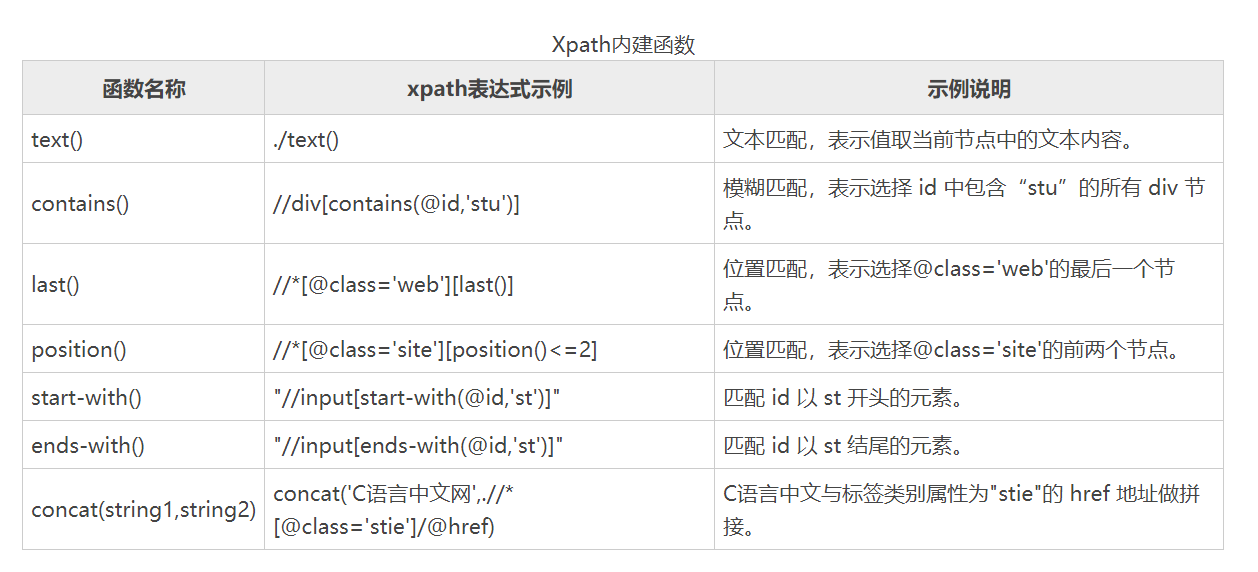 Xpath内建函数
函数名称 xpath表达式示例 示例说明
text() ./text() 文本匹配，表示值取当前节点中的文本内容。
contains() //div[contains(@id,'stu')] 模糊匹配，表示选择 id 中包含“stu”的所有 div 节
点。
last() //*[@class='web'][last()] 位置匹配，表示选择@class='web'的最后一个节
点。
position() //*[@class='site'][position()<=2] 位置匹配，表示选择@class='site'的前两个节点。
start-with() "//input[start-with(@id,'st')]" 匹配 id 以 st 开头的元素。
ends-with() "//input[ends-with(@id,'st')]" 匹配 id 以 st 结尾的元素。
concat(string1,string2) concat('C语言中文网',.//*
[@class='stie']/@href) C语言中文与标签类别属性为"stie"的 href 地址做拼
接。